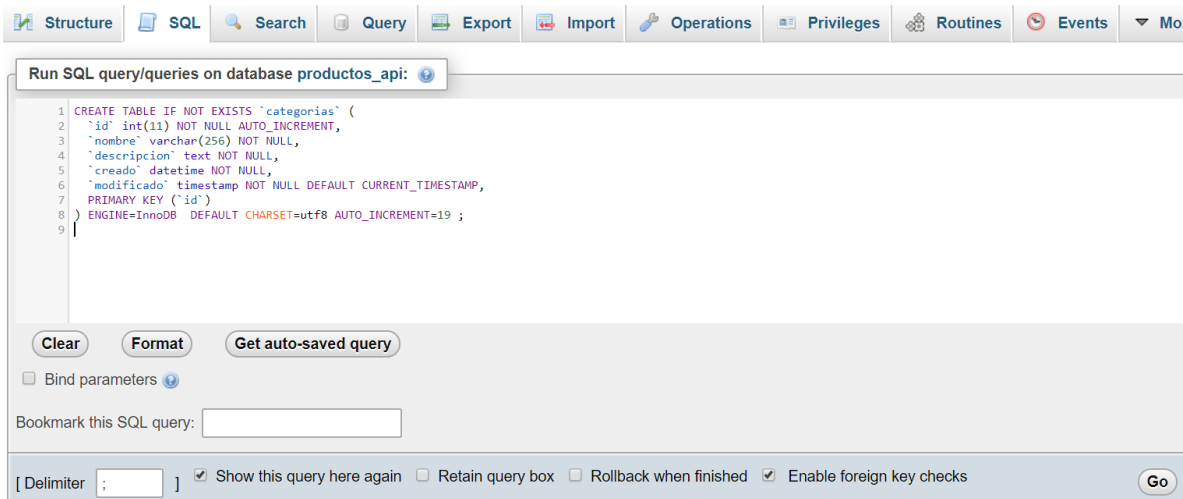 Structure SQL Search Query Export Import Operations Privileges Routines Events Mo
Run SQL query/queries on database productos_api:
1 CREATE TABLE IF NOT EXISTS `categorias` (
2 `id` int(11) NOT NULL AUTO_INCREMENT,
3 `nombre` varchar(256) NOT NULL,
4 `descripcion` text NOT NULL,
5 `creado` datetime NOT NULL,
6 `modificado` timestamp NOT NULL DEFAULT CURRENT_TIMESTAMP,
7 PRIMARY KEY (`id`)
8 ) ENGINE=InnoDB  DEFAULT CHARSET=utf8 AUTO_INCREMENT=19 ;
9
Clear Format Get auto-saved query
Bind parameters
Bookmark this SQL query:
[ Delimiter ; ] Show this query here again Retain query box Rollback when finished Enable foreign key checks Go